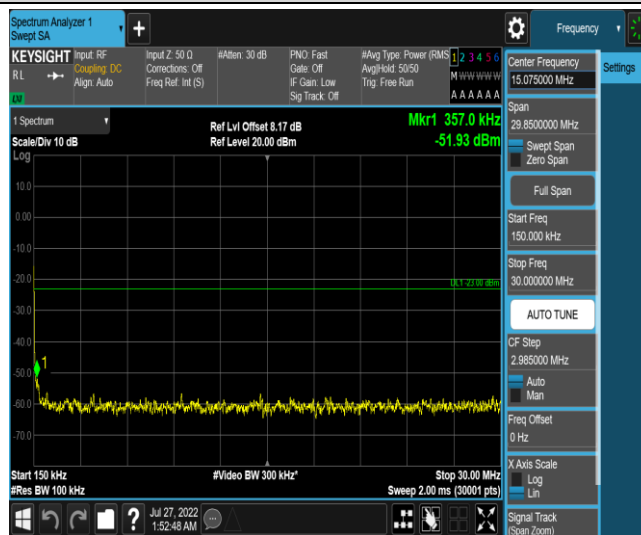 Spectrum Analyzer 1
Swept SA
Frequency
KEYSIGHT
RL
Input: RF
Coupling: DC
Align: Auto
Input Z: 50 Ω
Corrections: Off
Freq Ref: Int (S)
#Atten: 30 dB
PNO: Fast
Gate: Off
IF Gain: Low
Sig Track: Off
#Avg Type: Power (RMS
Avg|Hold: 50/50
Trig: Free Run
1 2 3 4 5 6
M W W W W W
A A A A A A
1 Spectrum
Scale/Div 10 dB
Ref Lvl Offset 8.17 dB
Ref Level 20.00 dBm
Mkr1 357.0 kHz
-51.93 dBm
Log
10.0
0.00
-10.0
-20.0
DL1 -23.00 dBm
-30.0
-40.0
1
-50.0
-60.0
-70.0
Start 150 kHz
#Res BW 100 kHz
#Video BW 300 kHz*
Stop 30.00 MHz
Sweep 2.00 ms (30001 pts)
?
Jul 27, 2022
1:52:48 AM
Center Frequency
15.075000 MHz
Settings
Span
29.8500000 MHz
Swept Span
Zero Span
Full Span
Start Freq
150.000 kHz
Stop Freq
30.000000 MHz
AUTO TUNE
CF Step
2.985000 MHz
Auto
Man
Freq Offset
0 Hz
X Axis Scale
Log
Lin
Signal Track
(Span Zoom)